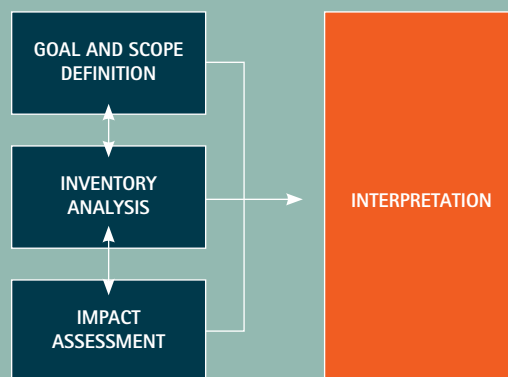 GOAL AND SCOPE
DEFINITION
INVENTORY
ANALYSIS
INTERPRETATION
IMPACT
ASSESSMENT